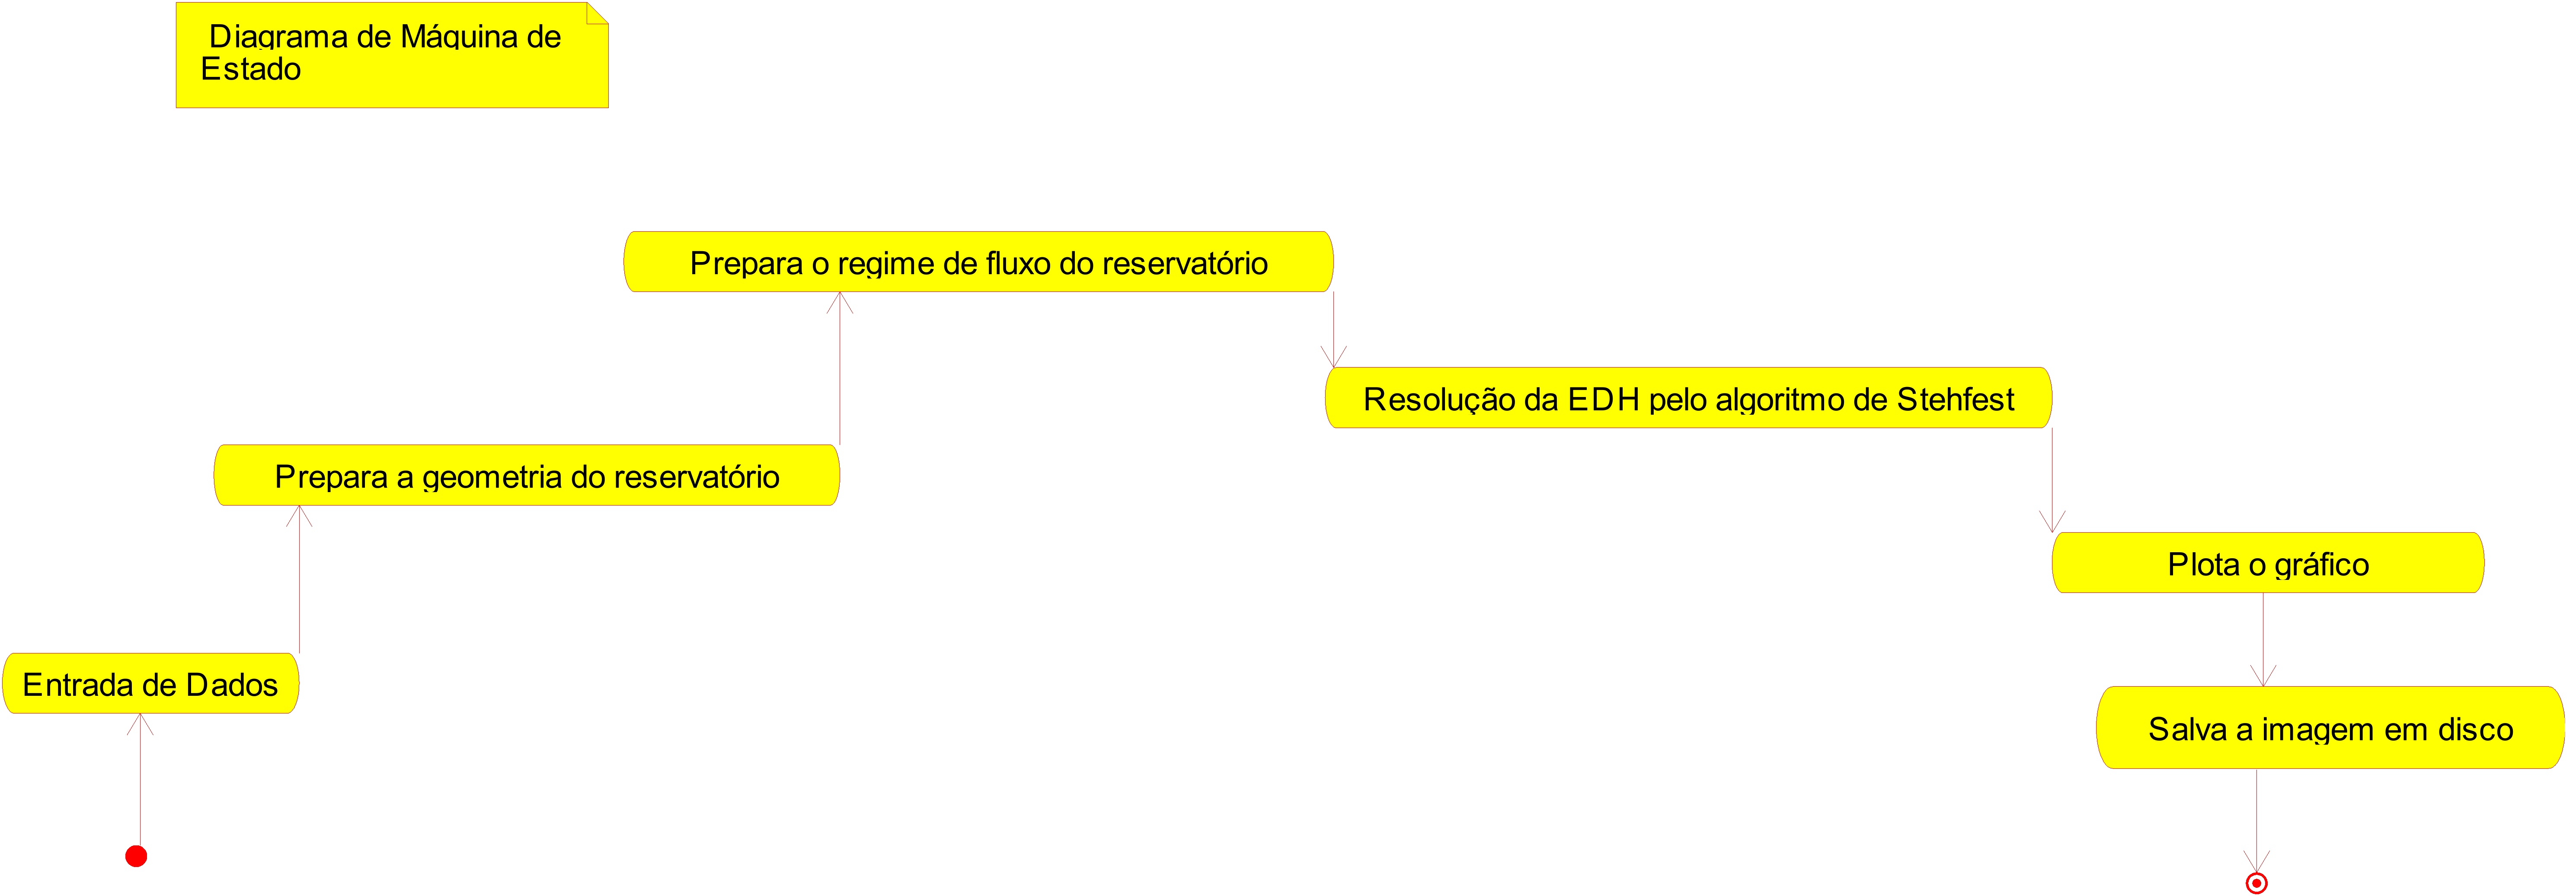 Diagrama de Máquina de
Estado
Prepara o regime de fluxo do reservatório
Resolução da EDH pelo algoritmo de Stehfest
Prepara a geometria do reservatório
Plota o gráfico
Entrada de Dados
Salva a imagem em disco